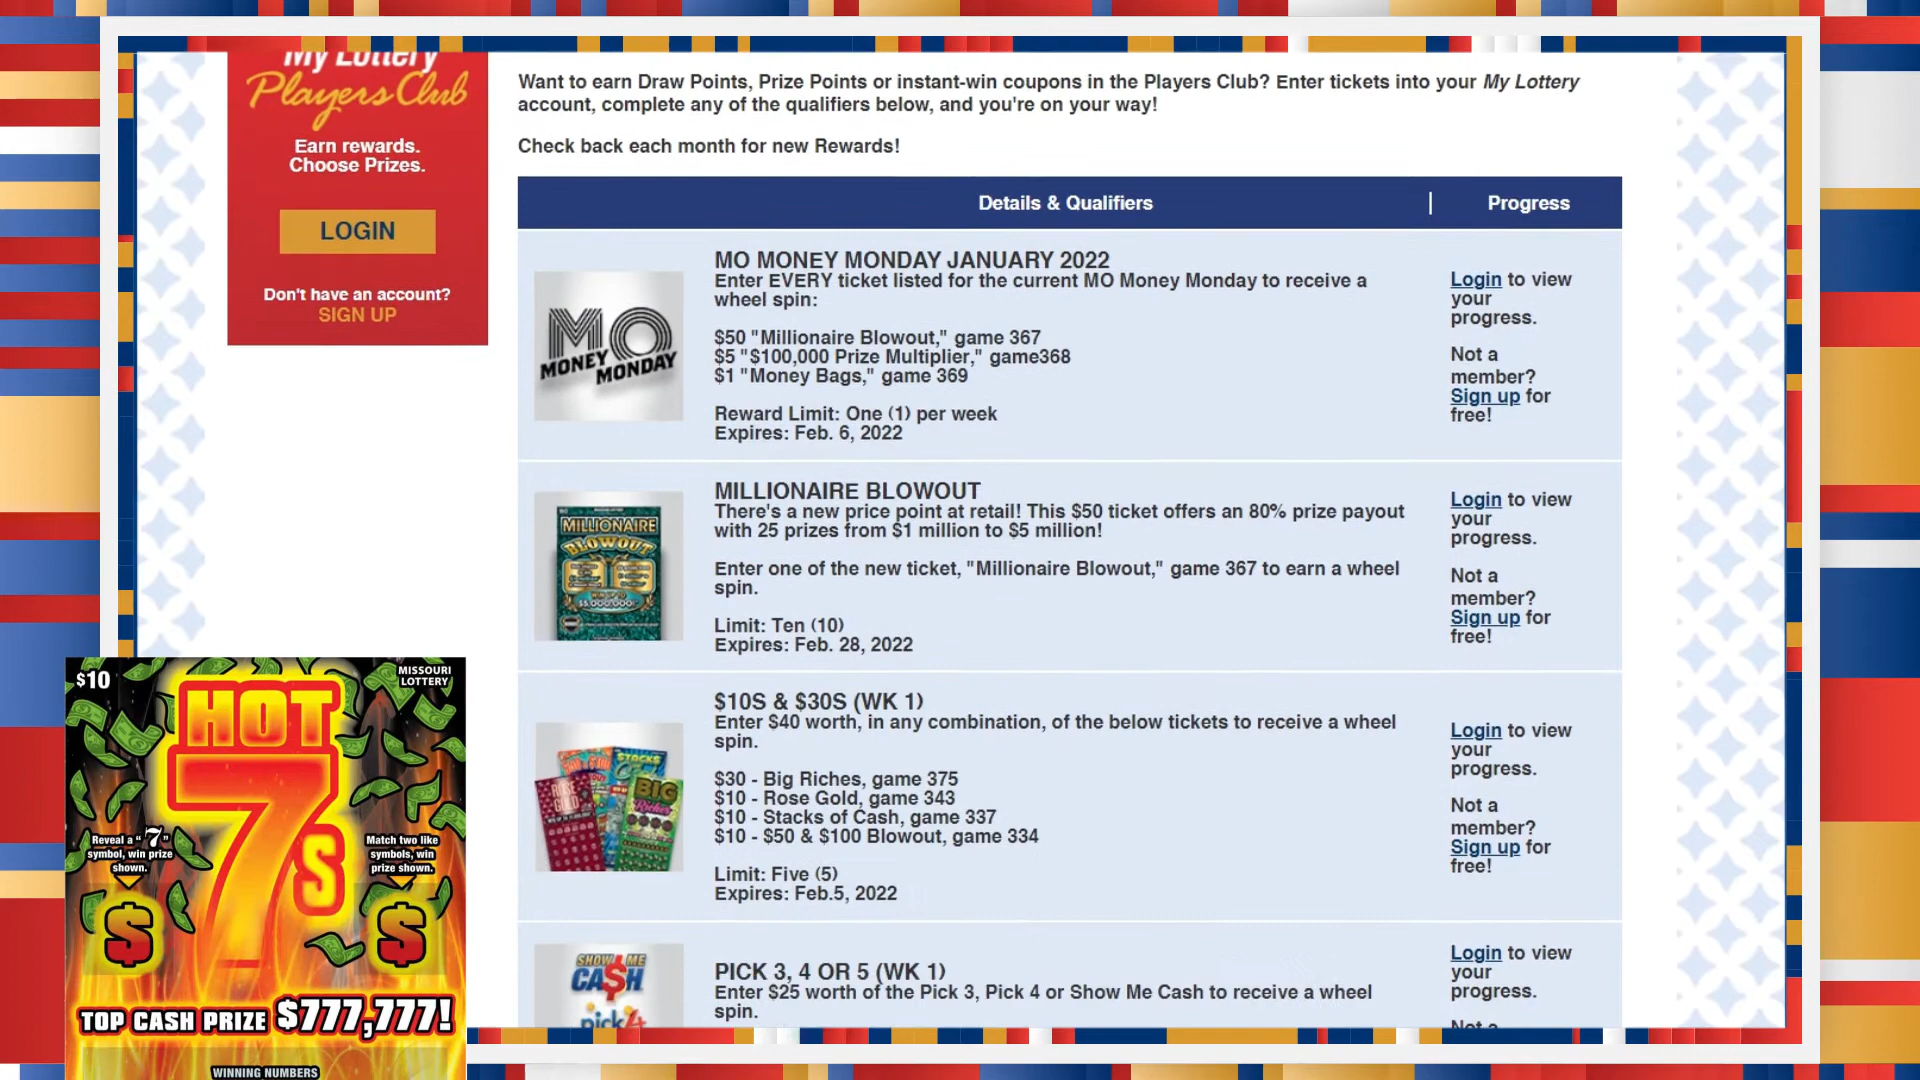 My Lottery
Players Club
Earn rewards.
Choose Prizes.
LOGIN
Don't have an account?
SIGN UP
Want to earn Draw Points, Prize Points or instant-win coupons in the Players Club? Enter tickets into your My Lottery
account, complete any of the qualifiers below, and you're on your way!
Check back each month for new Rewards!
Details & Qualifiers | Progress
MO
MONEY
MONDAY
MO MONEY MONDAY JANUARY 2022
Enter EVERY ticket listed for the current MO Money Monday to receive a
wheel spin:
$50 "Millionaire Blowout," game 367
$5 "$100,000 Prize Multiplier," game368
$1 "Money Bags," game 369
Reward Limit: One (1) per week
Expires: Feb. 6, 2022
Login to view
your
progress.
Not a
member?
Sign up for
free!
MILLIONAIRE
BLOWOUT
$5,000,000
MILLIONAIRE BLOWOUT
There's a new price point at retail! This $50 ticket offers an 80% prize payout
with 25 prizes from $1 million to $5 million!
Enter one of the new ticket, "Millionaire Blowout," game 367 to earn a wheel
spin.
Limit: Ten (10)
Expires: Feb. 28, 2022
Login to view
your
progress.
Not a
member?
Sign up for
free!
STACKS
ROSE
GOLD
BIG
Riches
$10S & $30S (WK 1)
Enter $40 worth, in any combination, of the below tickets to receive a wheel
spin.
$30 - Big Riches, game 375
$10 - Rose Gold, game 343
$10 - Stacks of Cash, game 337
$10 - $50 & $100 Blowout, game 334
Limit: Five (5)
Expires: Feb.5, 2022
Login to view
your
progress.
Not a
member?
Sign up for
free!
SHOW ME
CA$H
pick4
PICK 3, 4 OR 5 (WK 1)
Enter $25 worth of the Pick 3, Pick 4 or Show Me Cash to receive a wheel
spin.
Login to view
your
progress.
Not a
$10
MISSOURI
LOTTERY
HOT
7s
Reveal a "7"
symbol, win prize
shown.
Match two like
symbols, win
prize shown.
$
$
TOP CASH PRIZE $777,777!
WINNING NUMBERS